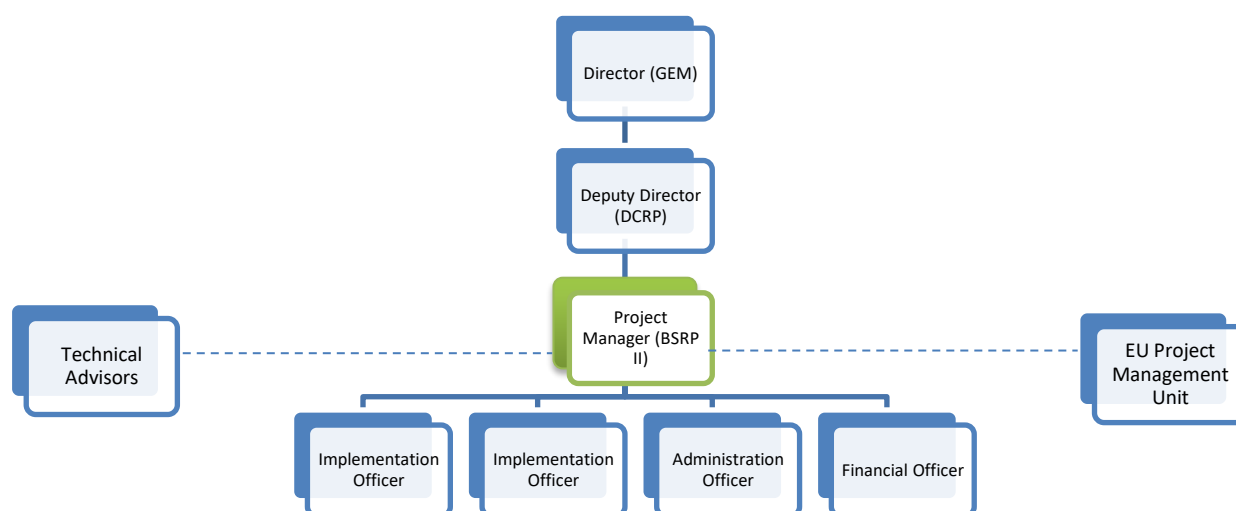 Director (GEM)
Deputy Director
(DCRP)
Project
Manager (BSRP
II)
Technical
Advisors
EU Project
Management
Unit
Implementation
Officer
Implementation
Officer
Administration
Officer
Financial Officer